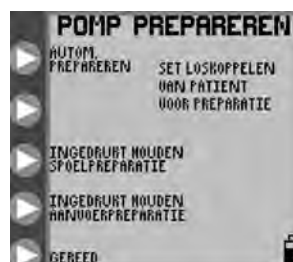 POMP PREPAREREN
AUTOM.
PREPAREREN
SET LOSKOPPELEN
VAN PATIENT
VOOR PREPARATIE
INGEDRUKT HOUDEN
SPOELPREPARATIE
INGEDRUKT HOUDEN
AANVOERPREPARATIE
GEREED